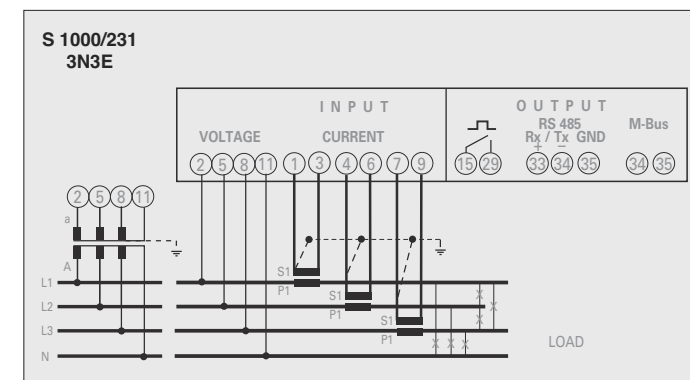 S 1000/231
3N3E
INPUT
OUTPUT
VOLTAGE
CURRENT
RS 485
Rx / Tx GND
+ −
M-Bus
2 5 8 11 1 3 4 6 7 9 15 29 33 34 35 34 35
2 5 8 11
a
A
L1
L2
L3
N
S1
P1
S1
P1
S1
P1
LOAD